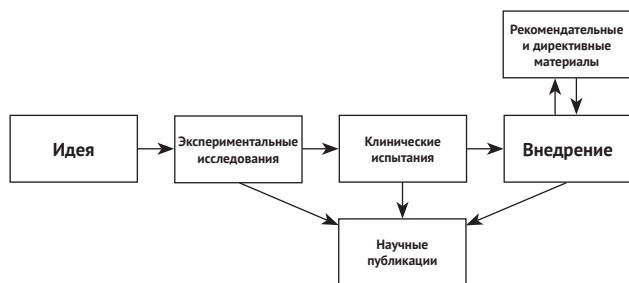 Рекомендательные
и директивные
материалы
Идея
Экспериментальные
исследования
Клинические
испытания
Внедрение
Научные
публикации